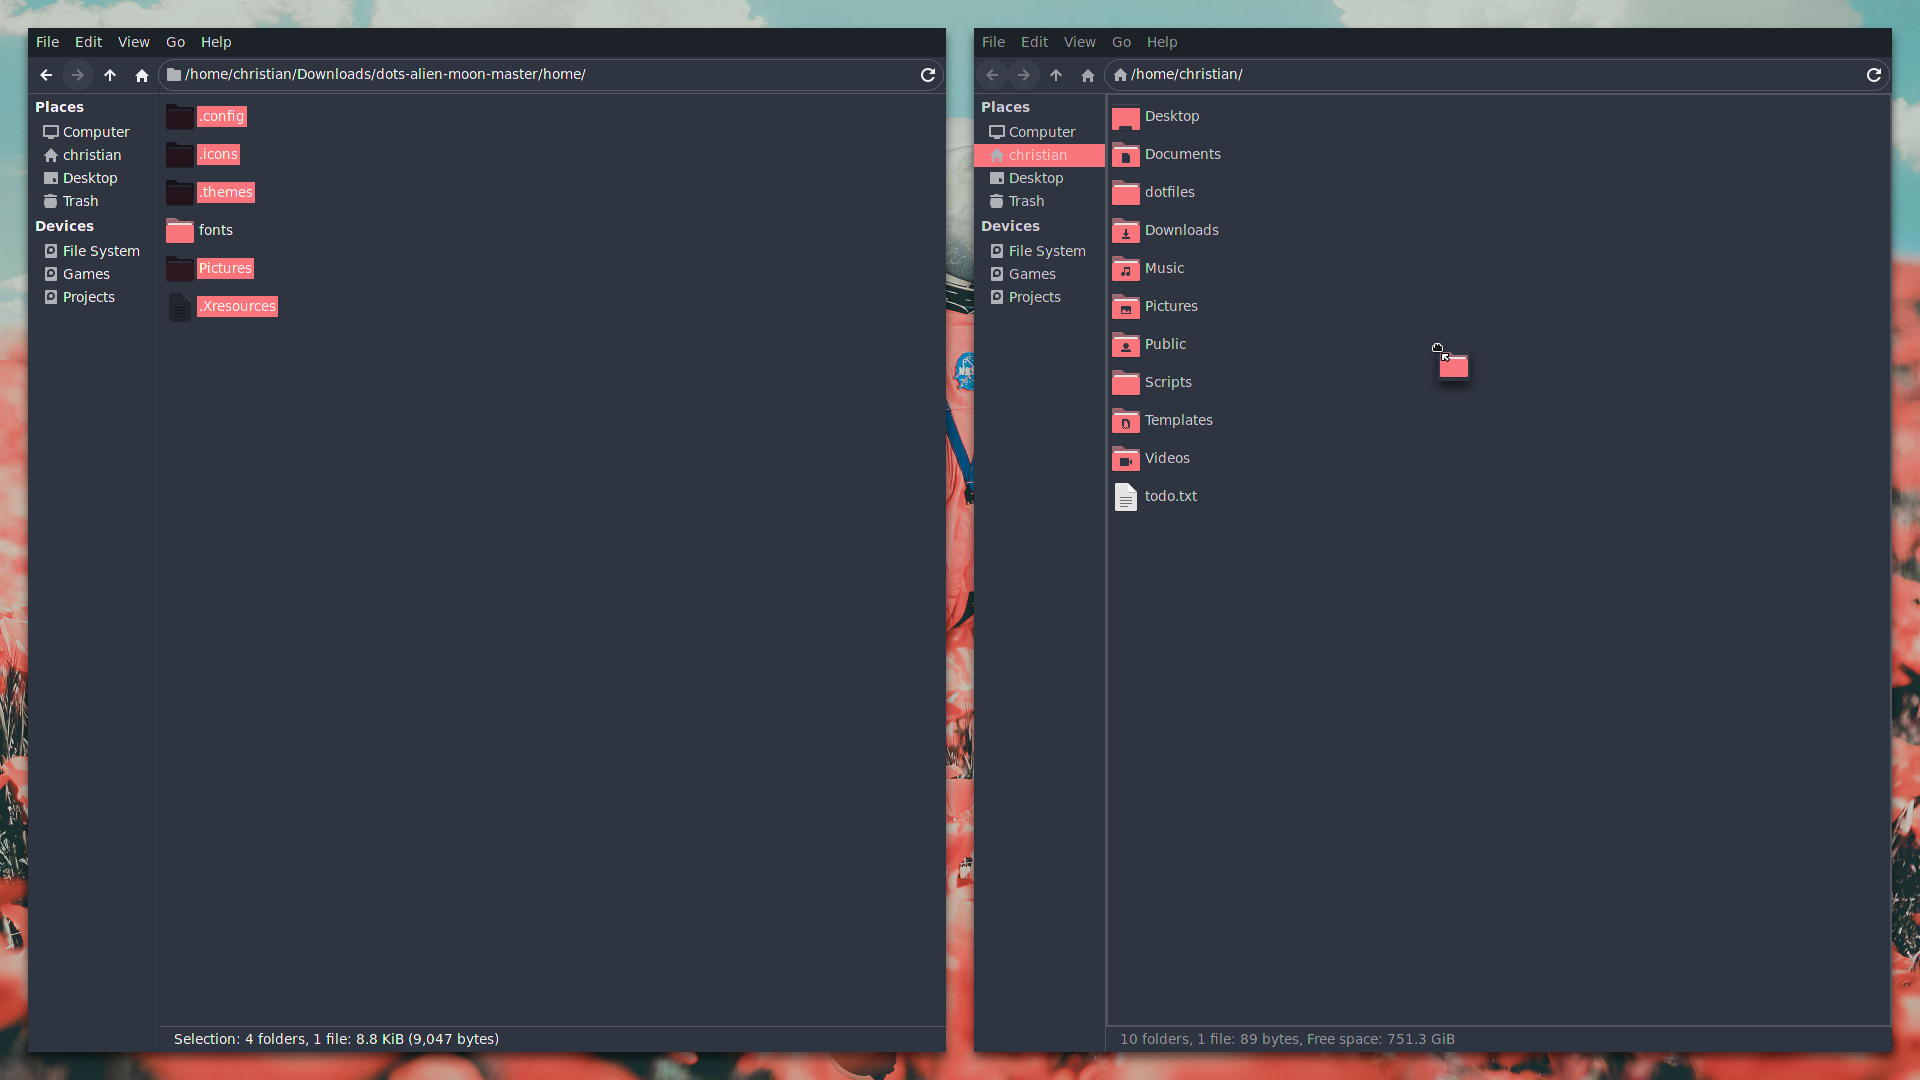 File Edit View Go Help
/home/christian/Downloads/dots-alien-moon-master/home/
Places
Computer
christian
Desktop
Trash
Devices
File System
Games
Projects
.config
.icons
.themes
fonts
Pictures
.Xresources
Selection: 4 folders, 1 file: 8.8 KiB (9,047 bytes)
File Edit View Go Help
/home/christian/
Places
Computer
christian
Desktop
Trash
Devices
File System
Games
Projects
Desktop
Documents
dotfiles
Downloads
Music
Pictures
Public
Scripts
Templates
Videos
todo.txt
10 folders, 1 file: 89 bytes, Free space: 751.3 GiB